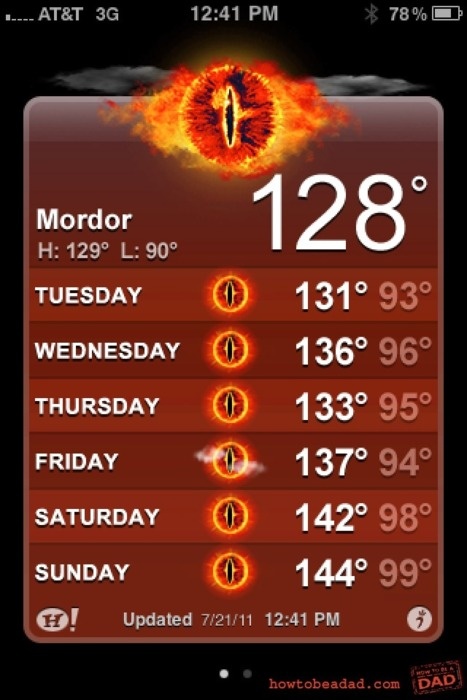 AT&T 3G 12:41 PM 78%
128°
Mordor
H: 129° L: 90°
TUESDAY 131° 93°
WEDNESDAY 136° 96°
THURSDAY 133° 95°
FRIDAY 137° 94°
SATURDAY 142° 98°
SUNDAY 144° 99°
H! Updated 7/21/11 12:41 PM
howtobeadad.com HOW TO BE A DAD